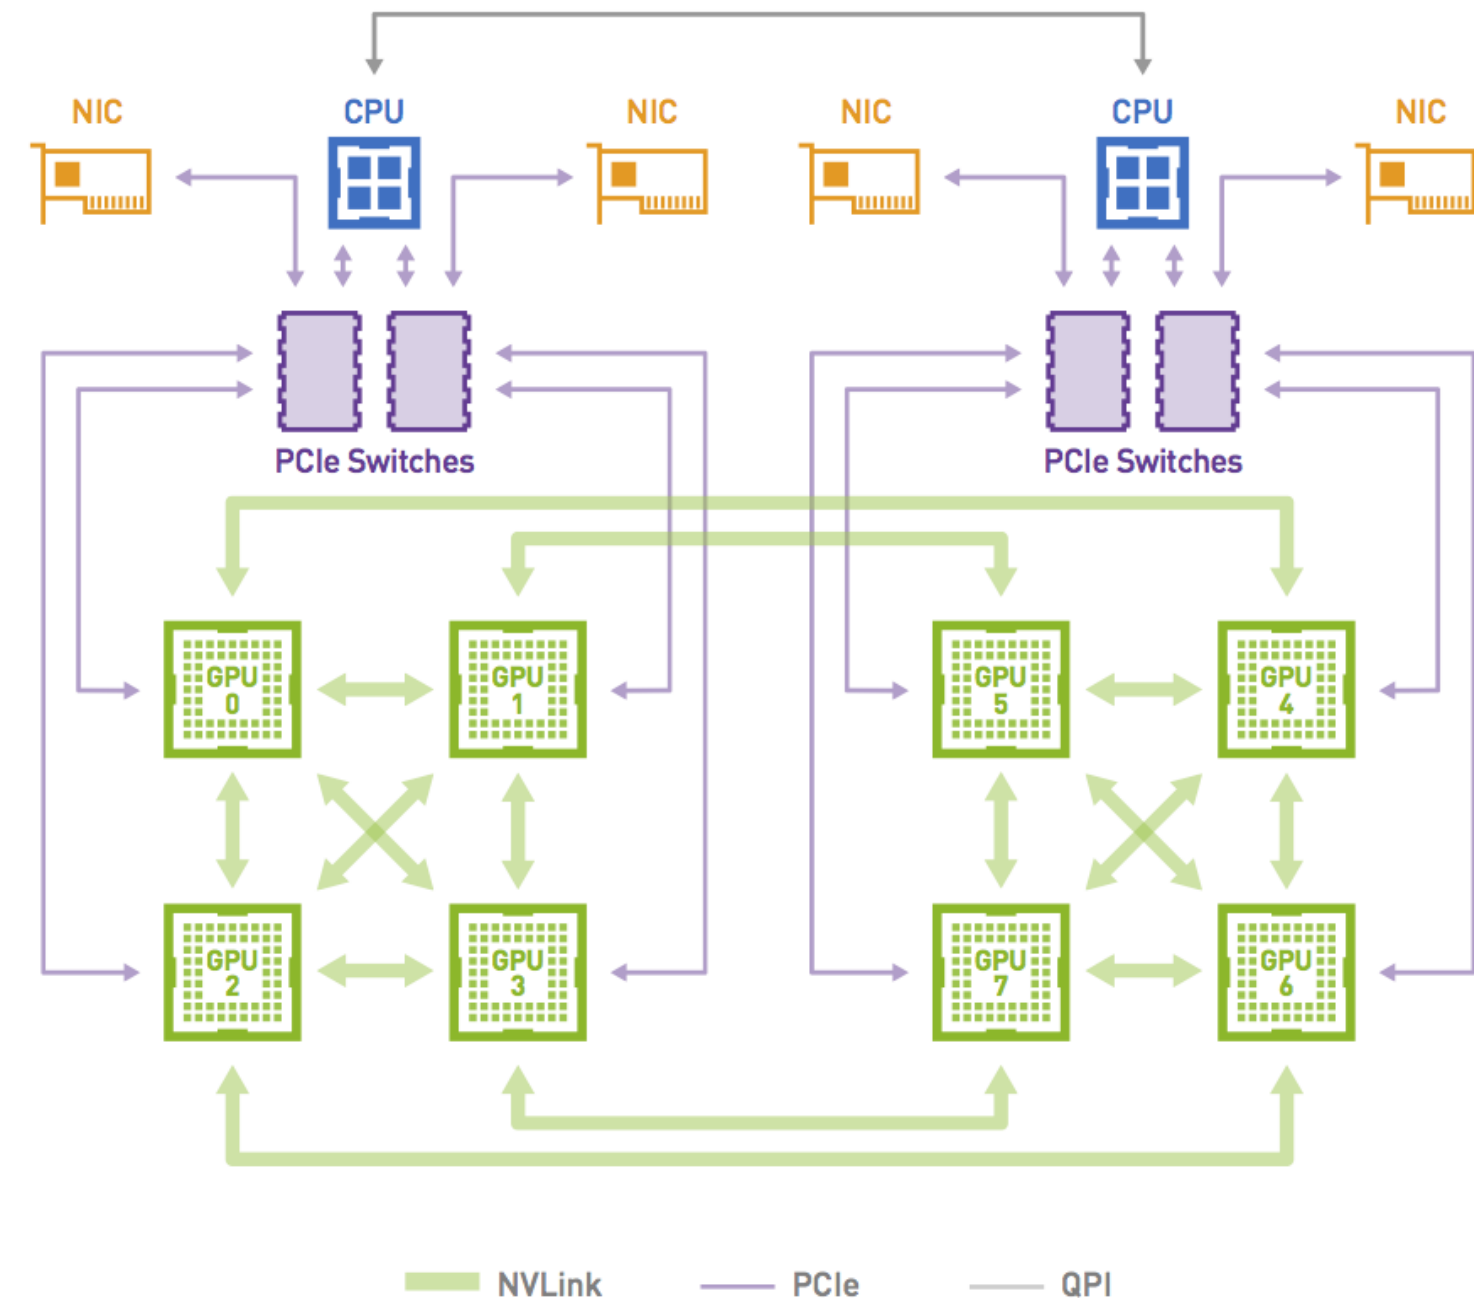 NIC
CPU
NIC
NIC
CPU
NIC
PCIe Switches
PCIe Switches
GPU
0
GPU
1
GPU
5
GPU
4
GPU
2
GPU
3
GPU
7
GPU
6
NVLink
PCIe
QPI